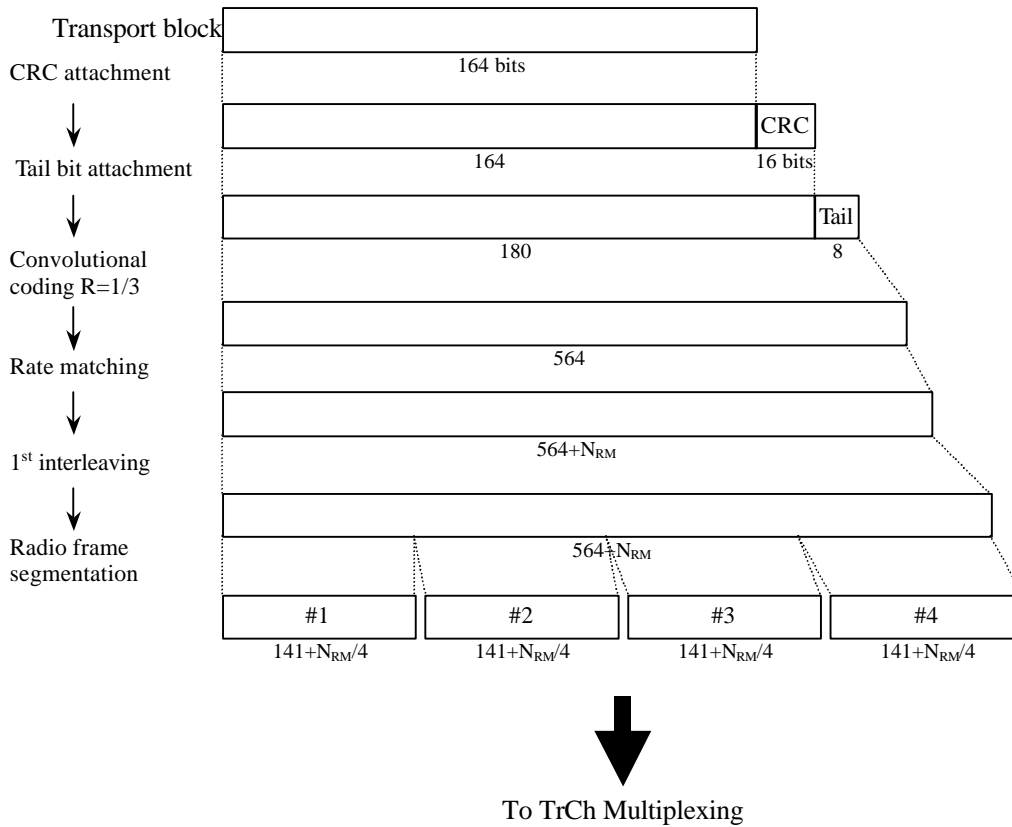 Transport block
164 bits
CRC attachment
CRC
164
16 bits
Tail bit attachment
Tail
180
8
Convolutional
coding R=1/3
564
Rate matching
564+N_RM
1st interleaving
564+N_RM
Radio frame
segmentation
#1 #2 #3 #4
141+N_RM/4 141+N_RM/4 141+N_RM/4 141+N_RM/4
To TrCh Multiplexing